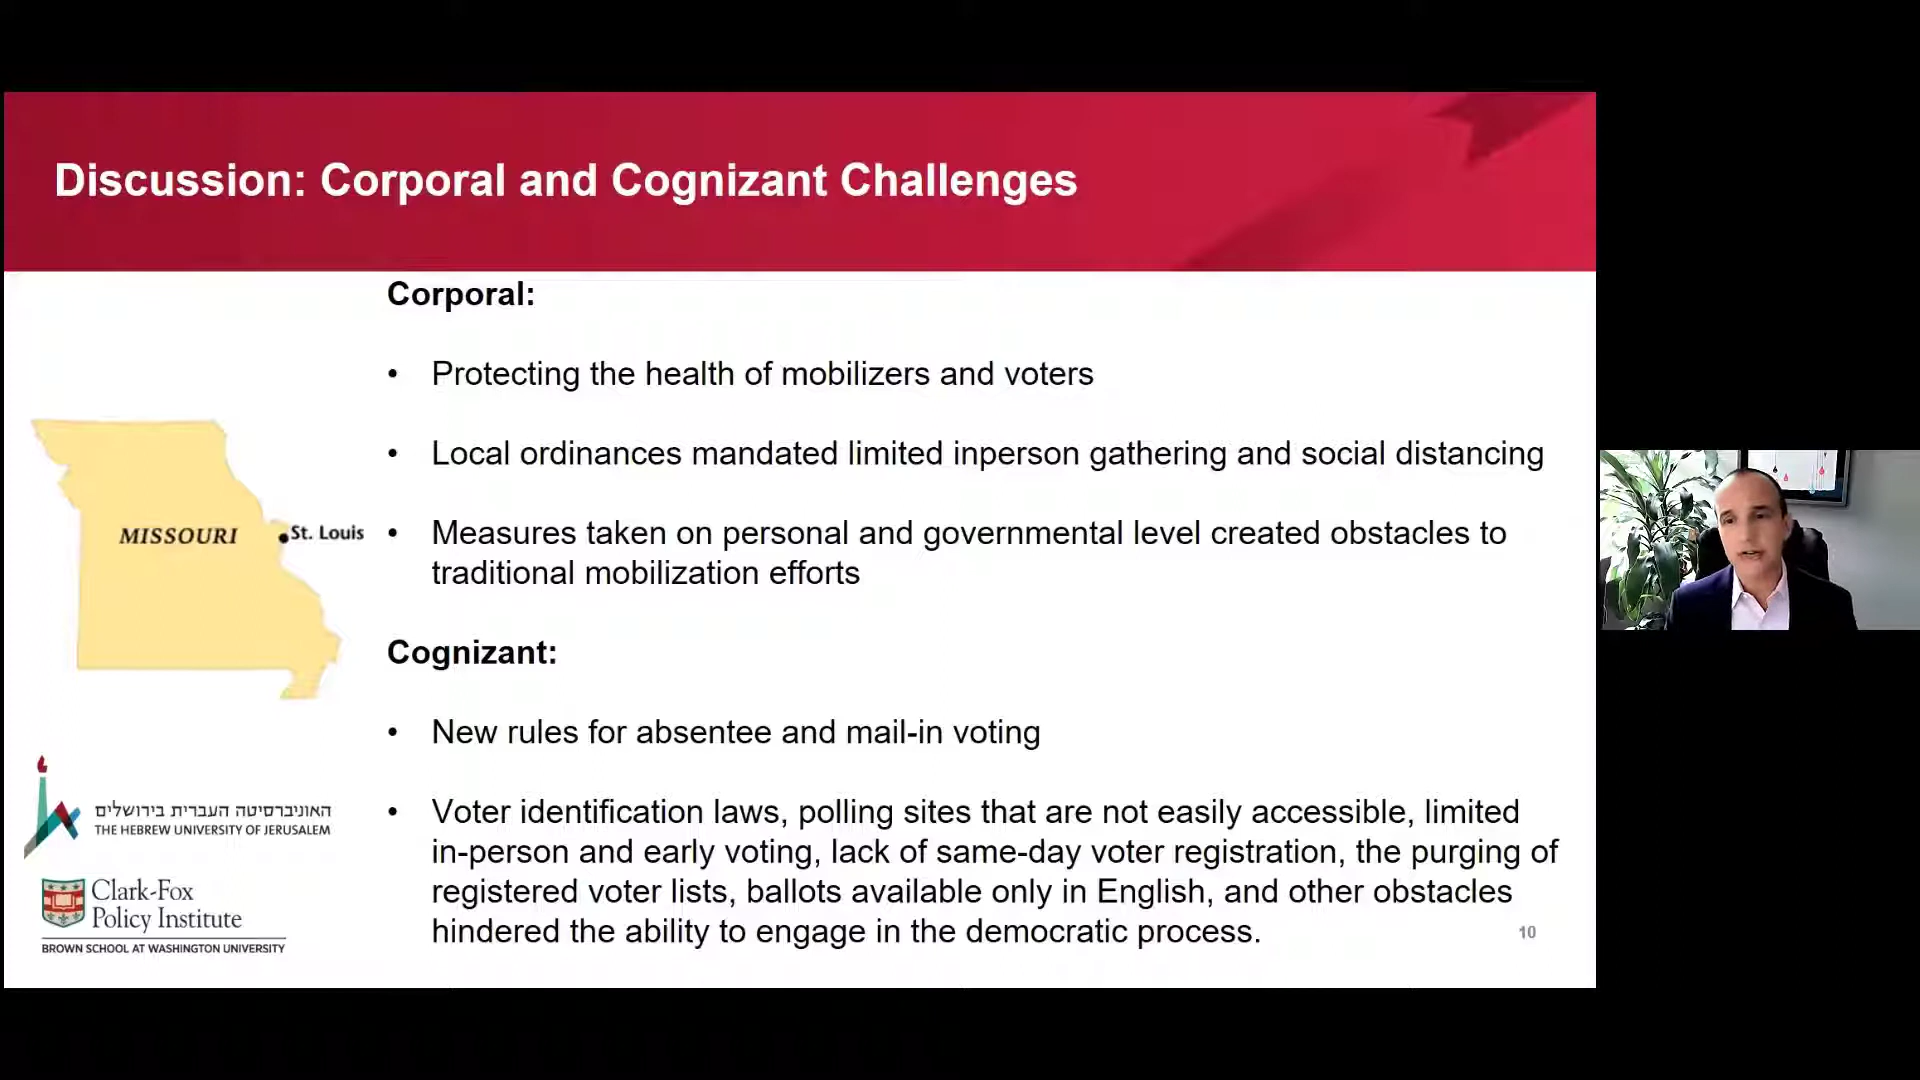 Discussion: Corporal and Cognizant Challenges
Corporal:
• Protecting the health of mobilizers and voters
• Local ordinances mandated limited inperson gathering and social distancing
• Measures taken on personal and governmental level created obstacles to
traditional mobilization efforts
Cognizant:
• New rules for absentee and mail-in voting
• Voter identification laws, polling sites that are not easily accessible, limited
in-person and early voting, lack of same-day voter registration, the purging of
registered voter lists, ballots available only in English, and other obstacles
hindered the ability to engage in the democratic process.
MISSOURI
St. Louis
האוניברסיטה העברית בירושלים
THE HEBREW UNIVERSITY OF JERUSALEM
Clark-Fox
Policy Institute
BROWN SCHOOL AT WASHINGTON UNIVERSITY
10